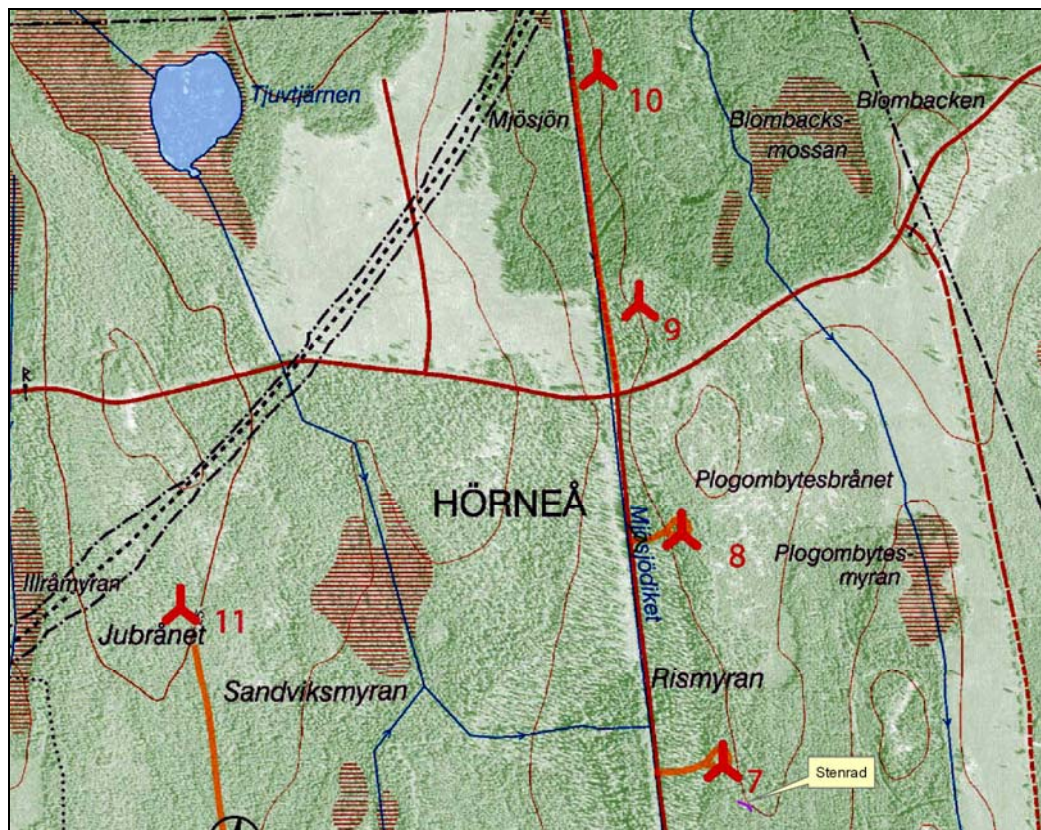 Tjuvtjärnen
Mjösjön
10
Blombacks-
mossan
Blombacken
9
R
HÖRNEÅ
Plogombytesbrånet
Mjösjödiket
8
Plogombytes-
myran
Illråmyran
11
Jubrånet
Sandviksmyran
Rismyran
7
Stenrad